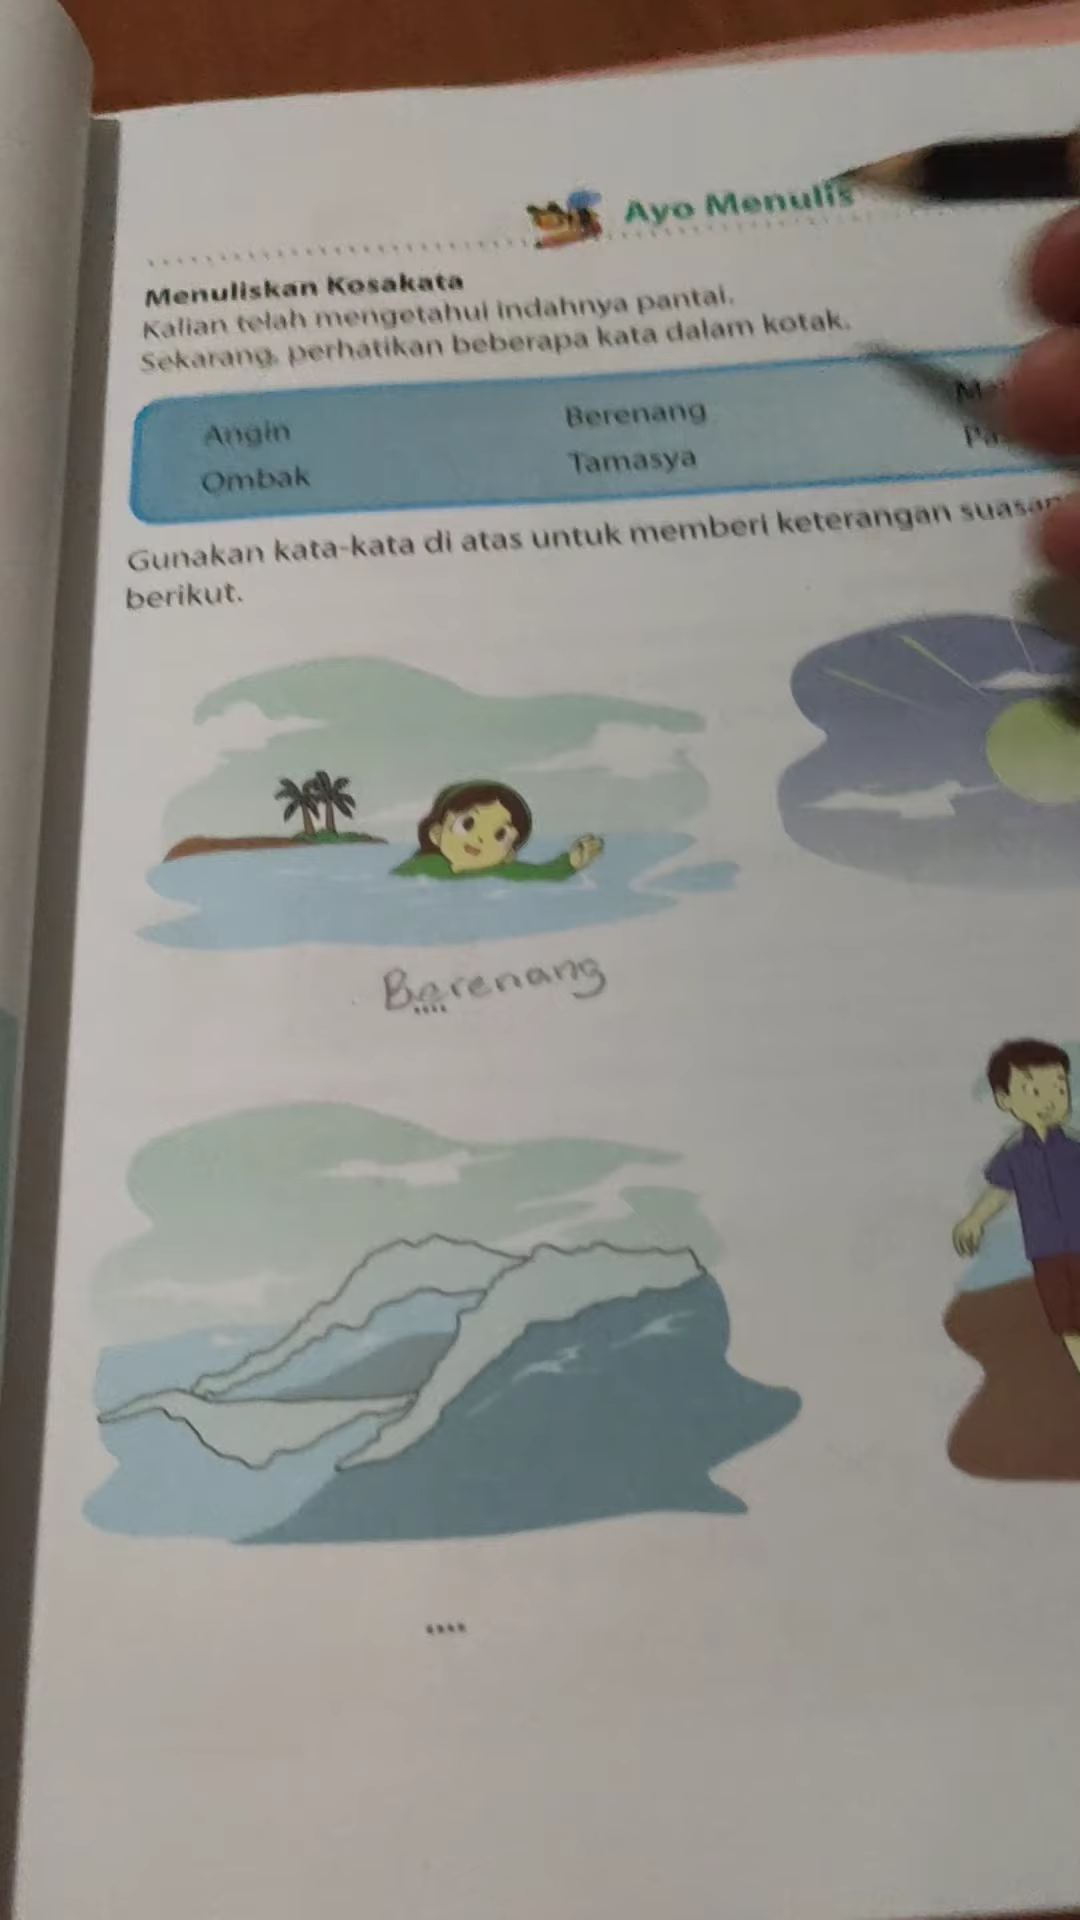 Ayo Menulis
Menuliskan Kosakata
Kalian telah mengetahui indahnya pantai.
Sekarang, perhatikan beberapa kata dalam kotak.
Angin Berenang
Ombak Tamasya
Gunakan kata-kata di atas untuk memberi keterangan
berikut.
Berenang
....
....